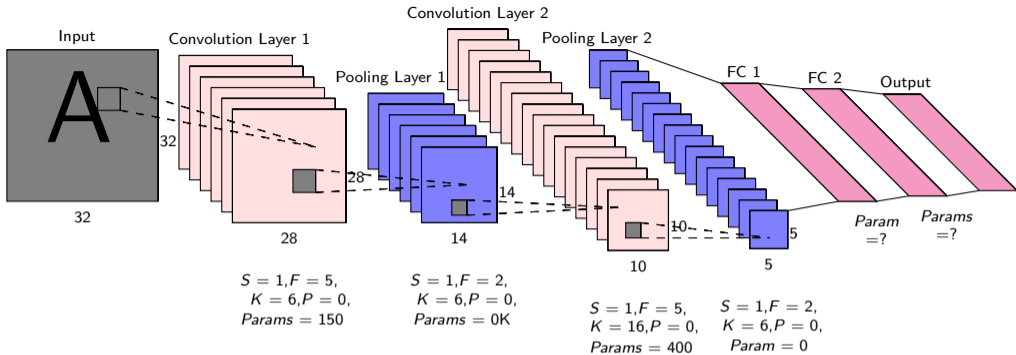 Input
A
32
32
Convolution Layer 1
28
28
S = 1,F = 5,
K = 6,P = 0,
Params = 150
Pooling Layer 1
14
14
S = 1,F = 2,
K = 6,P = 0,
Params = 0K
Convolution Layer 2
10
10
S = 1,F = 5,
K = 16,P = 0,
Params = 400
Pooling Layer 2
5
5
S = 1,F = 2,
K = 6,P = 0,
Param = 0
FC 1
Param
=?
FC 2
Params
=?
Output